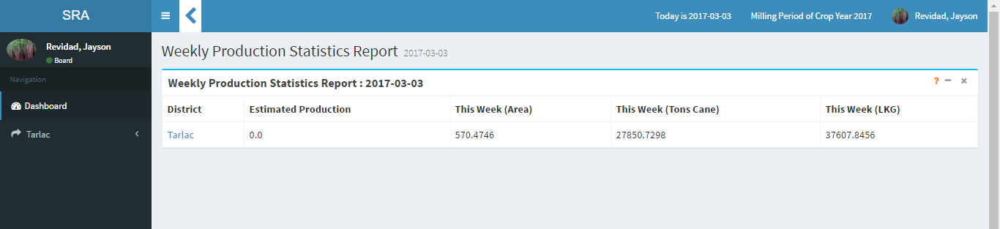 SRA
Today is 2017-03-03
Milling Period of Crop Year 2017
Revidad, Jayson
Revidad, Jayson
Board
Navigation
Dashboard
Tarlac
Weekly Production Statistics Report 2017-03-03
Weekly Production Statistics Report : 2017-03-03
?
District Estimated Production This Week (Area) This Week (Tons Cane) This Week (LKG)
Tarlac 0.0 570.4746 27850.7298 37607.8456